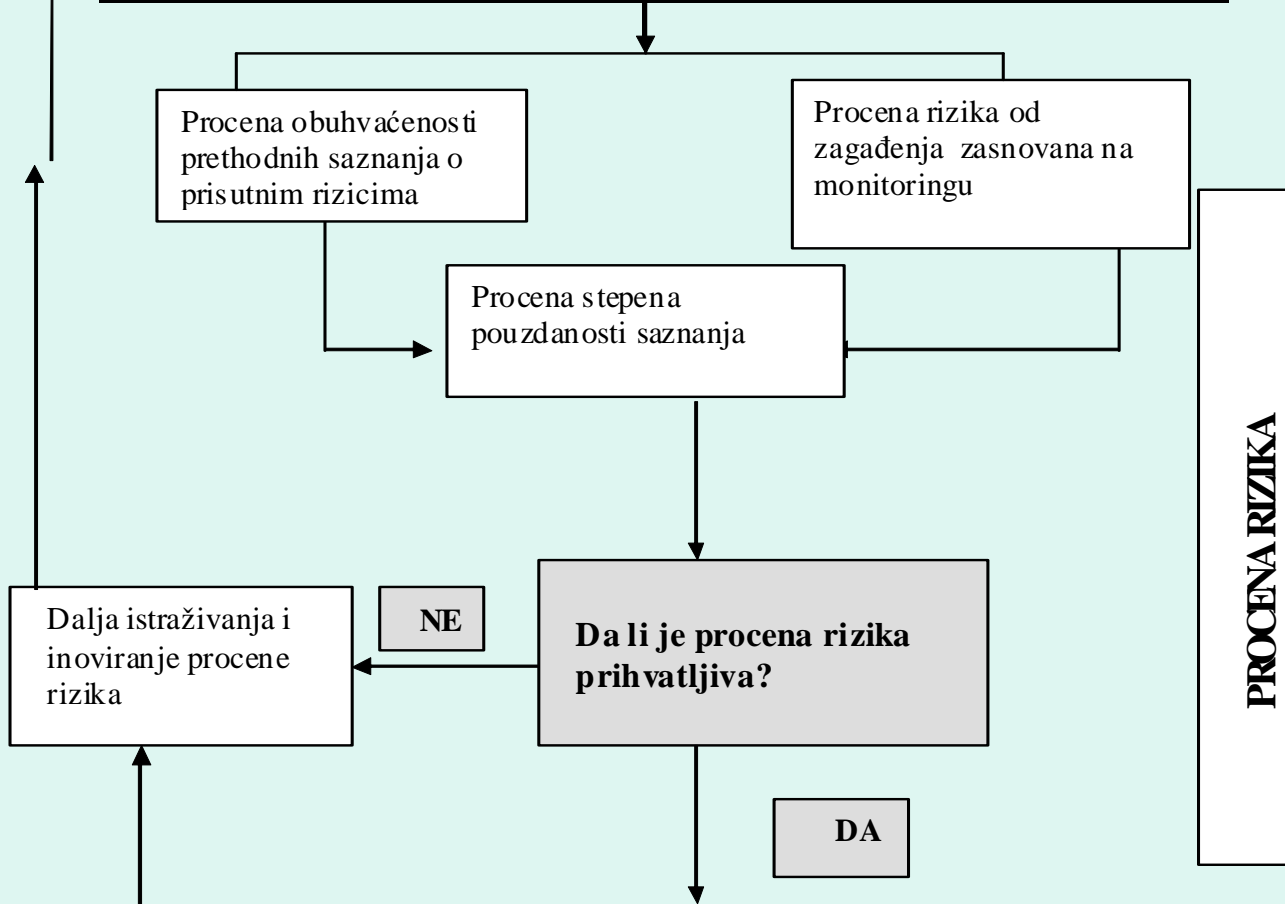 Procena obuhvaćenosti
prethodnih saznanja o
prisutnim rizicima
Procena rizika od
zagađenja zasnovana na
monitoringu
Procena stepena
pouzdanosti saznanja
PROCENA RIZIKA
Dalja istraživanja i
inoviranje procene
rizika
NE
Da li je procena rizika
prihvatljiva?
DA